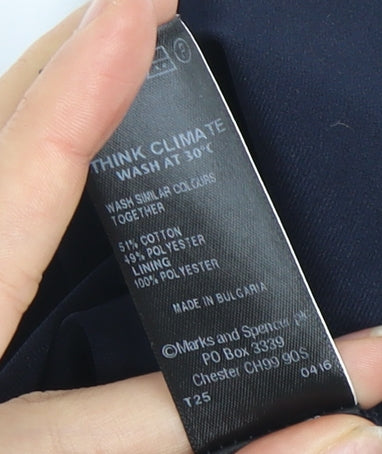 THINK CLIMATE
WASH AT 30°C
WASH SIMILAR COLOURS
TOGETHER
51% COTTON
49% POLYESTER
LINING
100% POLYESTER
MADE IN BULGARIA
©Marks and Spencer plc
PO Box 3339
Chester CH99 9QS
T25 0416